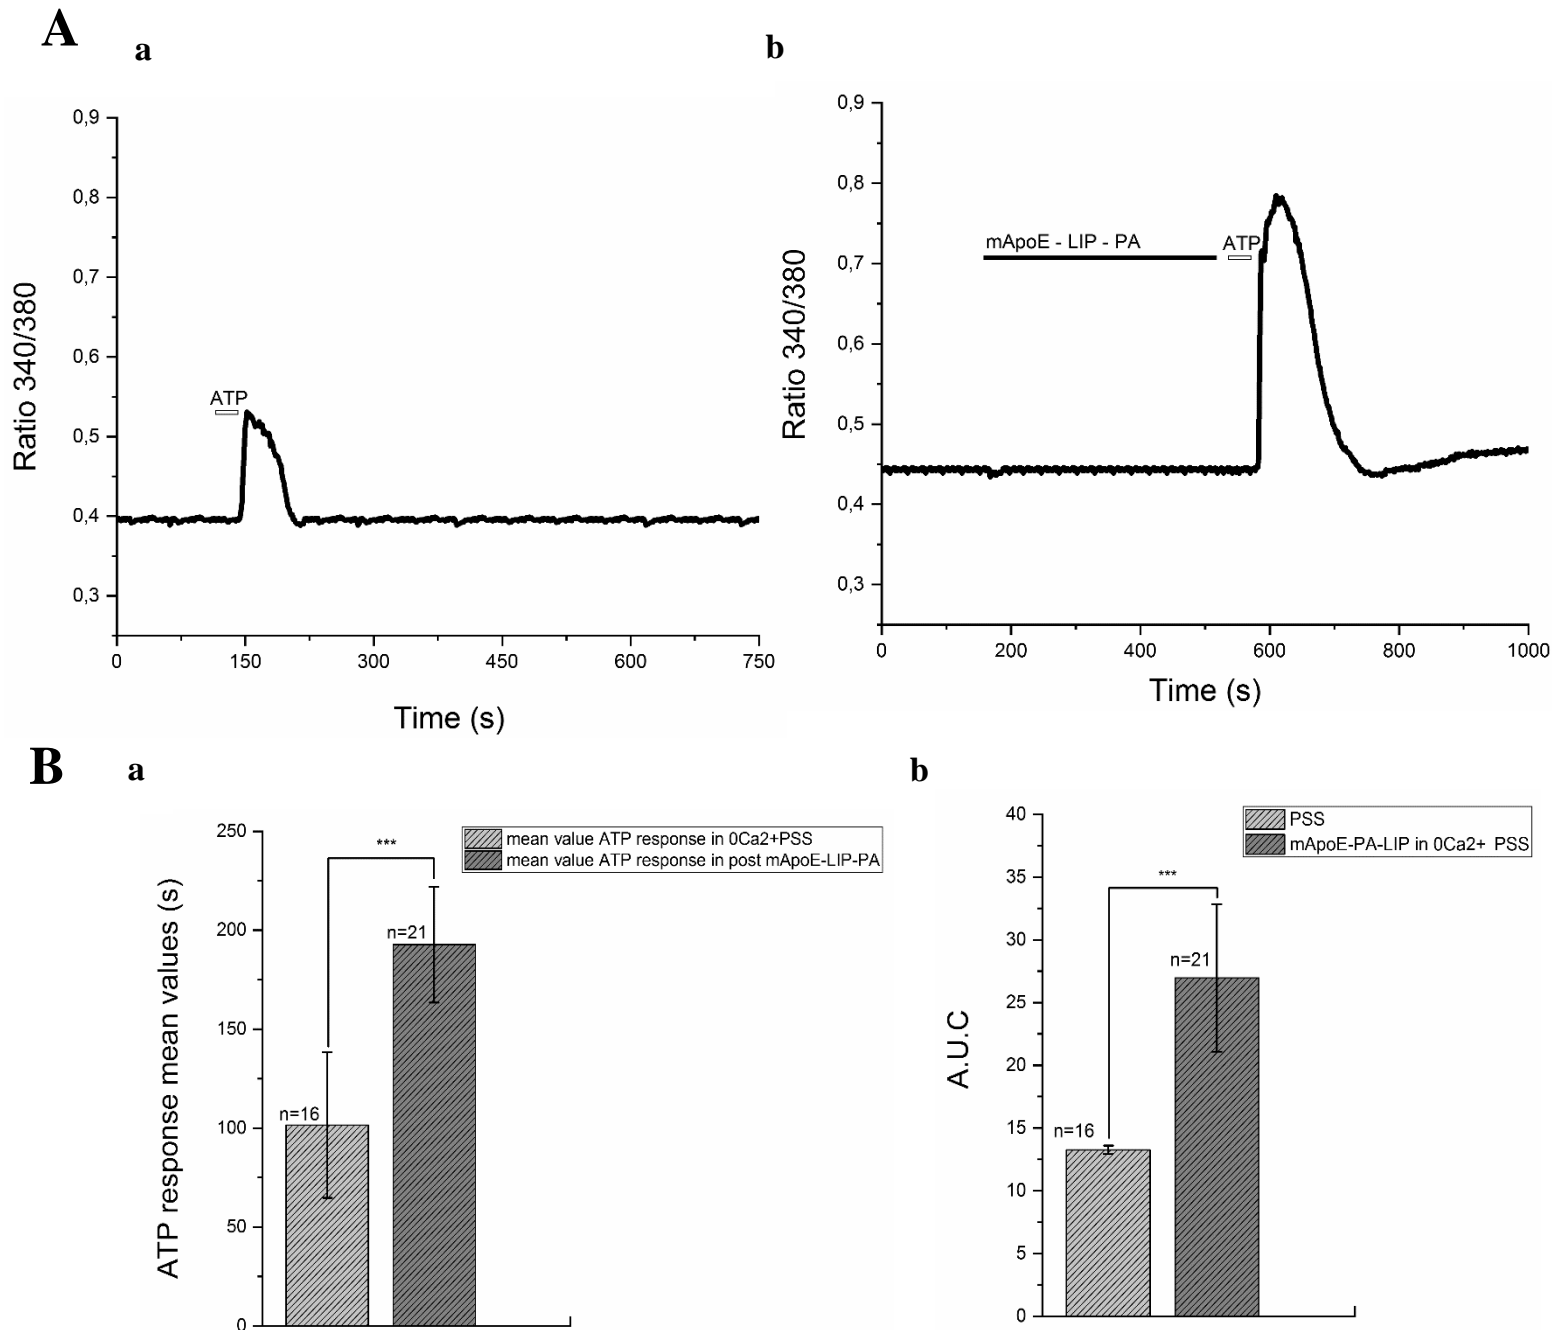 A
a
b
0,9
0,8
0,7
0,6
0,5
0,4
0,3
Ratio 340/380
ATP
0 150 300 450 600 750
Time (s)
0,9
0,8
0,7
0,6
0,5
0,4
0,3
Ratio 340/380
mApoE - LIP - PA
ATP
0 200 400 600 800 1000
Time (s)
B
a
b
250
200
150
100
50
0
ATP response mean values (s)
mean value ATP response in 0Ca2+PSS
mean value ATP response in post mApoE-LIP-PA
***
n=21
n=16
40
35
30
25
20
15
10
5
0
A.U.C
PSS
mApoE-PA-LIP in 0Ca2+ PSS
***
n=21
n=16